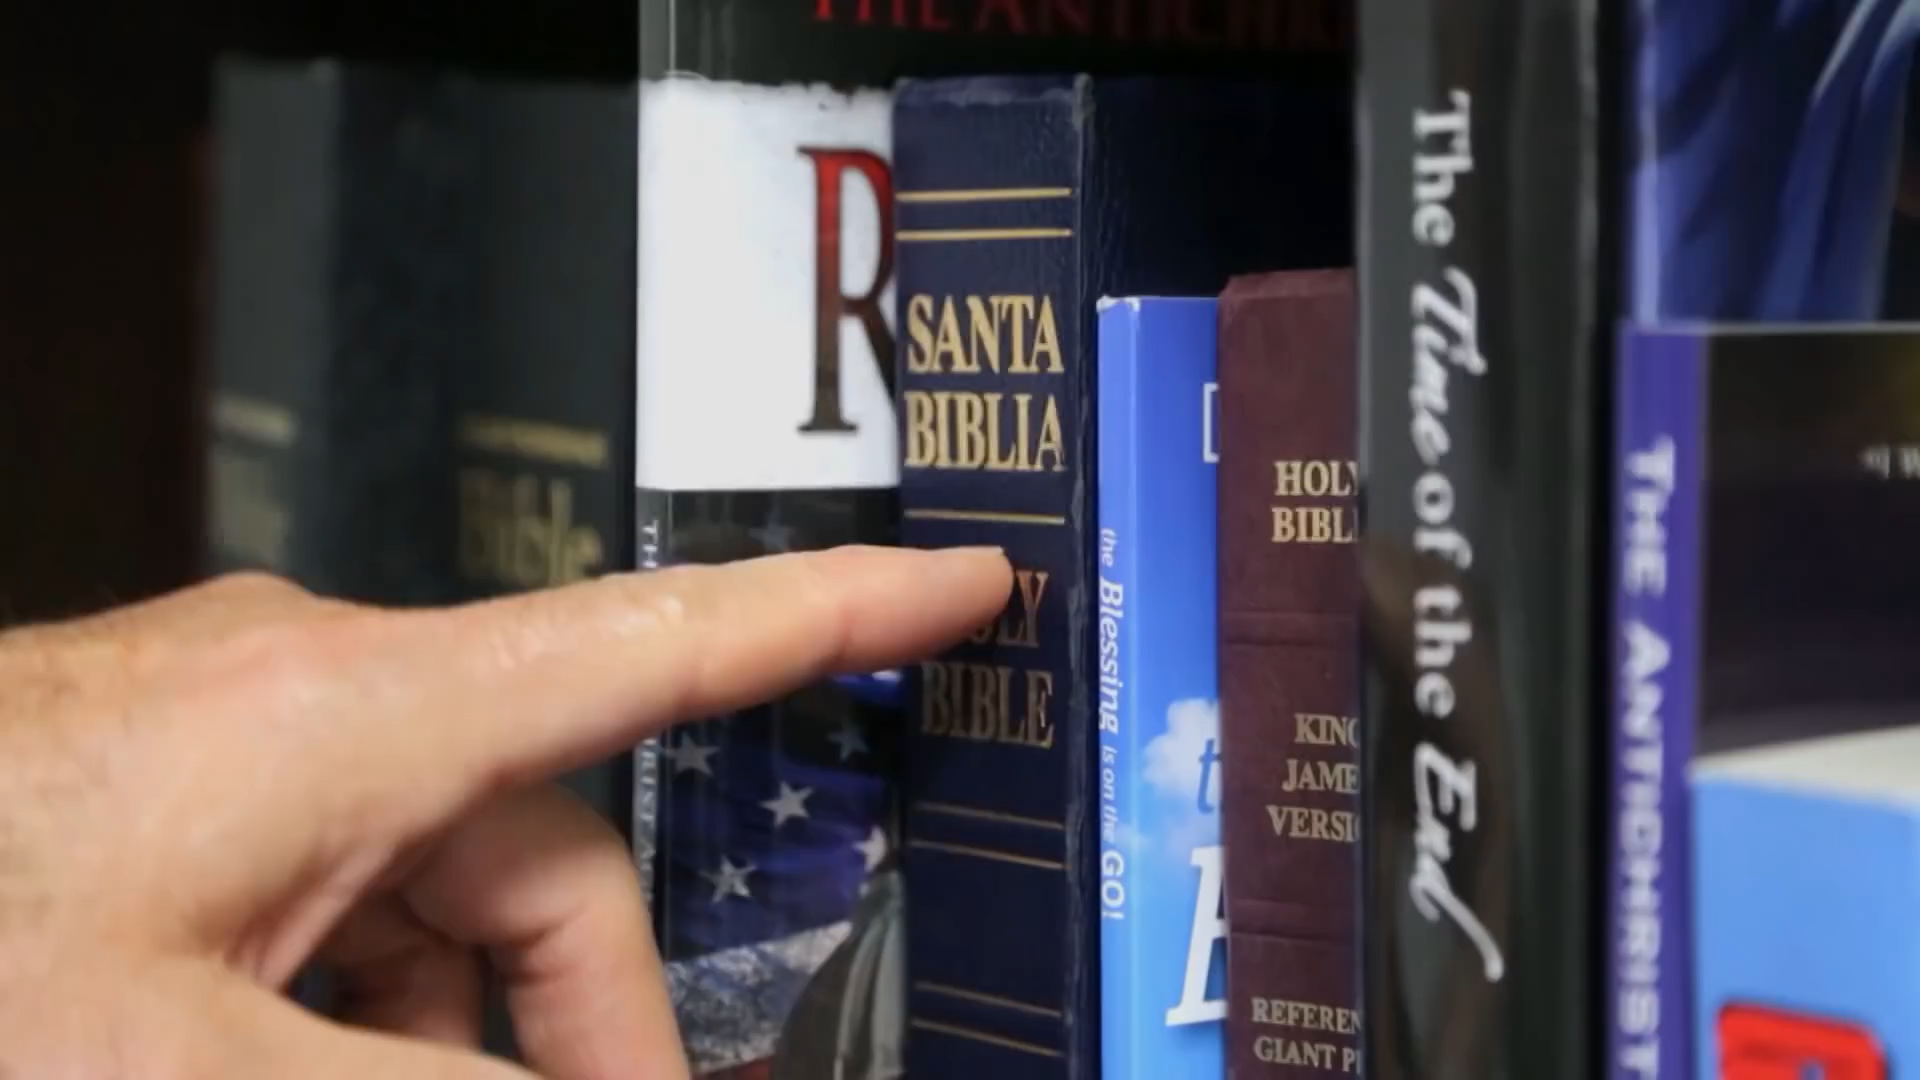 Bible
R
SANTA
BIBLIA
BIBLE
the Blessing is on the GO!
HOLY
BIBL
KING
JAME
VERSI
REFEREN
GIANT P
The Time of the End
THE ANTICHRIST
THE ANTICHRI